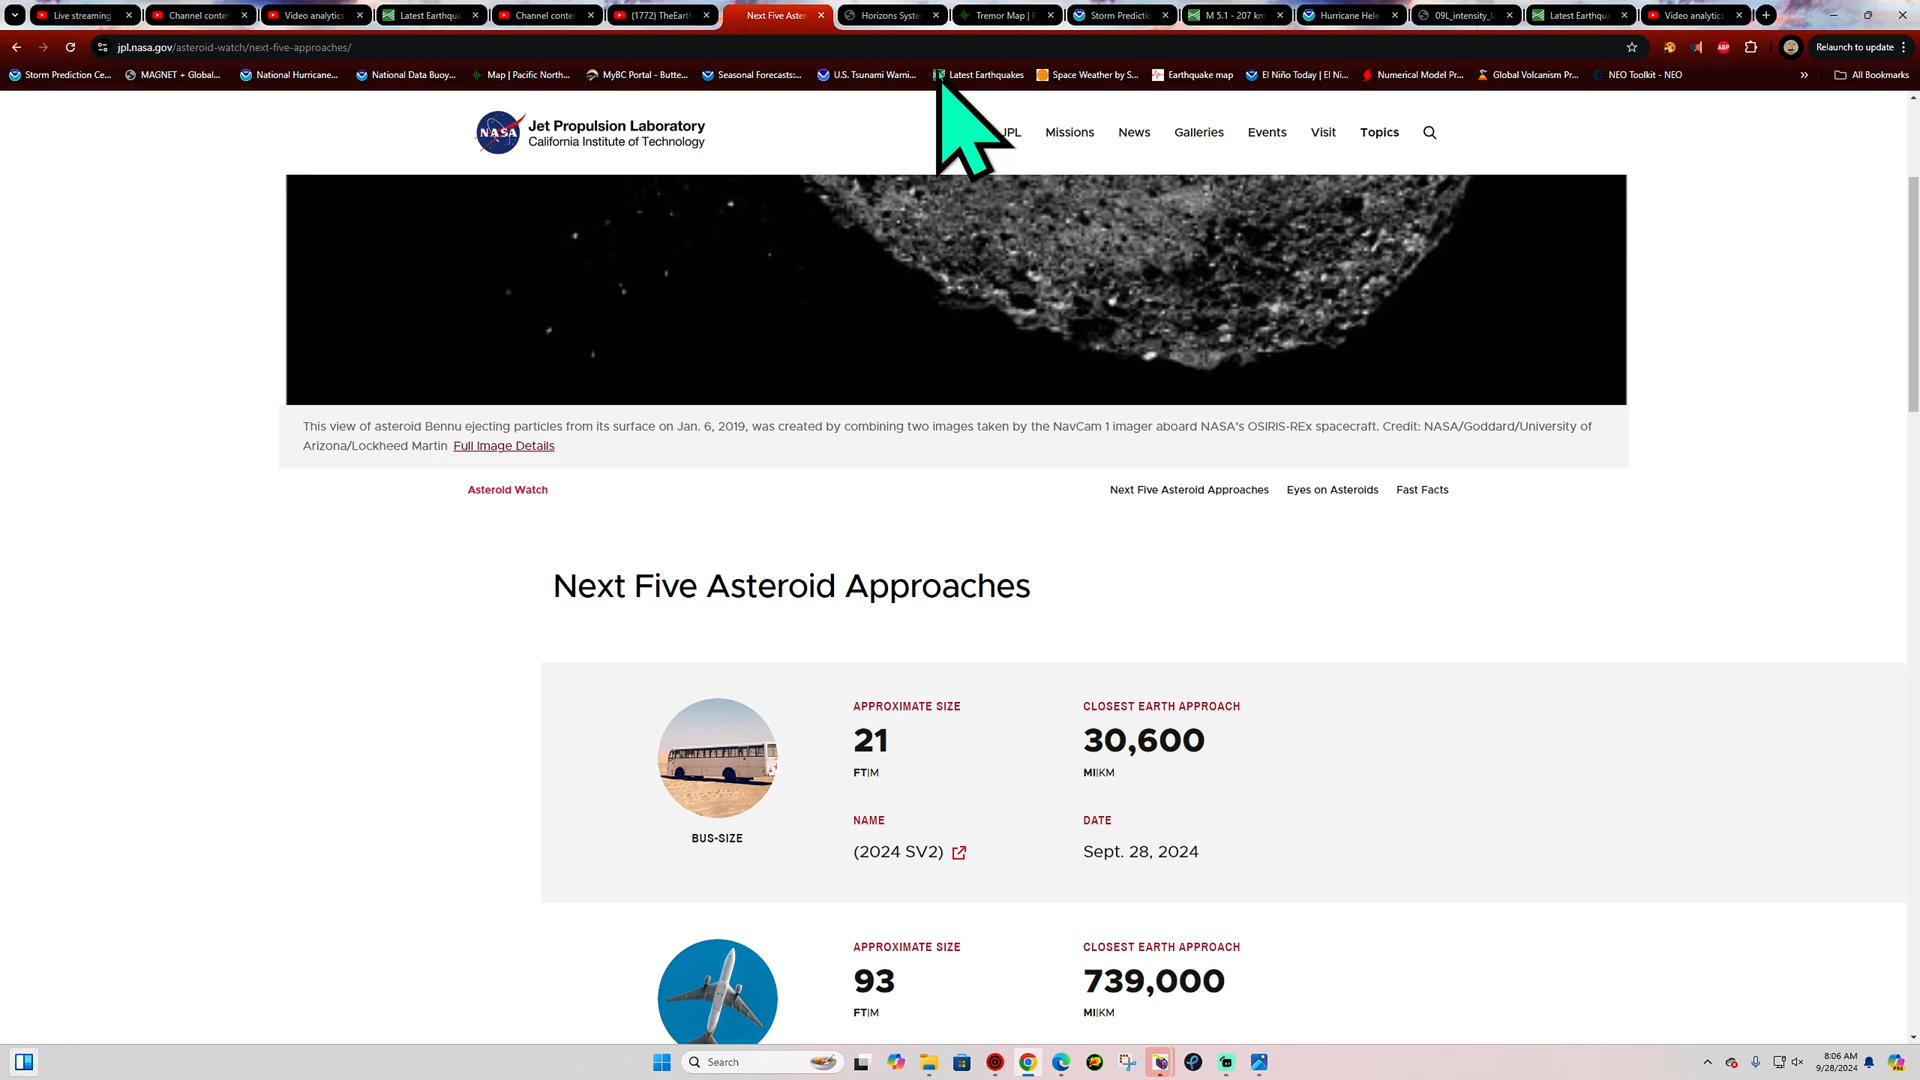 Live streaming
Channel conter
Video analytics
Latest Earthqua
Channel conter
(1772) TheEarth
Next Five Aster
Horizons Syste
Tremor Map | P
Storm Predictic
M 5.1 - 207 km
Hurricane Hele
09L_intensity_la
Latest Earthqua
Video analytics
jpl.nasa.gov/asteroid-watch/next-five-approaches/
ABP
Relaunch to update
Storm Prediction Ce...
MAGNET + Global...
National Hurricane...
National Data Buoy...
Map | Pacific North...
MyBC Portal - Butte...
Seasonal Forecasts:...
U.S. Tsunami Warni...
Latest Earthquakes
Space Weather by S...
Earthquake map
El Niño Today | El Ni...
Numerical Model Pr...
Global Volcanism Pr...
NEO Toolkit - NEO
All Bookmarks
NASA
Jet Propulsion Laboratory
California Institute of Technology
JPL
Missions
News
Galleries
Events
Visit
Topics
This view of asteroid Bennu ejecting particles from its surface on Jan. 6, 2019, was created by combining two images taken by the NavCam 1 imager aboard NASA's OSIRIS-REx spacecraft. Credit: NASA/Goddard/University of
Arizona/Lockheed Martin Full Image Details
Asteroid Watch
Next Five Asteroid Approaches
Eyes on Asteroids
Fast Facts
Next Five Asteroid Approaches
BUS-SIZE
APPROXIMATE SIZE
21
FT|M
CLOSEST EARTH APPROACH
30,600
MI|KM
NAME
(2024 SV2)
DATE
Sept. 28, 2024
APPROXIMATE SIZE
93
FT|M
CLOSEST EARTH APPROACH
739,000
MI|KM
Search
8:06 AM
9/28/2024
PRE